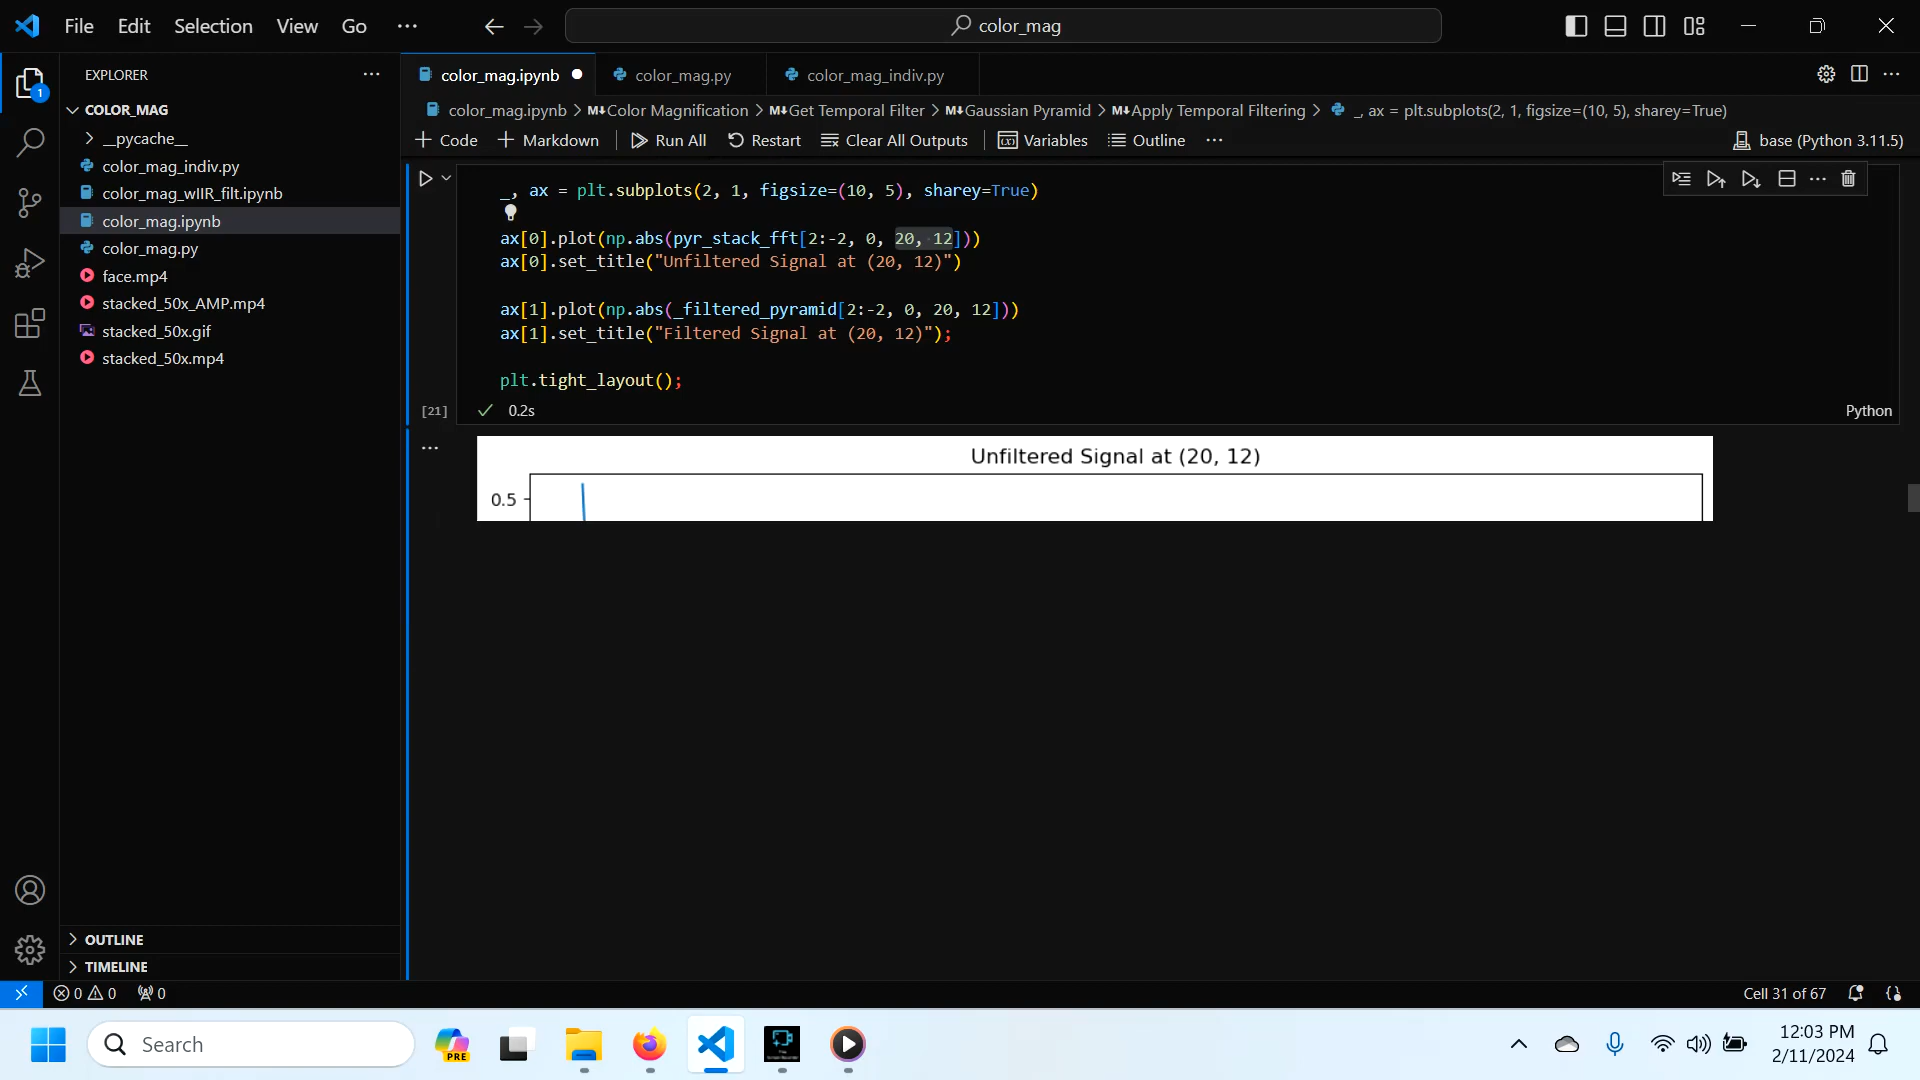 File Edit Selection View Go ...
color_mag
EXPLORER
COLOR_MAG
__pycache__
color_mag_indiv.py
color_mag_wIIR_filt.ipynb
color_mag.ipynb
color_mag.py
face.mp4
stacked_50x_AMP.mp4
stacked_50x.gif
stacked_50x.mp4
OUTLINE
TIMELINE
1
color_mag.ipynb color_mag.py color_mag_indiv.py
color_mag.ipynb > M↓Color Magnification > M↓Get Temporal Filter > M↓Gaussian Pyramid > M↓Apply Temporal Filtering > _, ax = plt.subplots(2, 1, figsize=(10, 5), sharey=True)
+ Code + Markdown Run All Restart Clear All Outputs Variables Outline ... base (Python 3.11.5)
_, ax = plt.subplots(2, 1, figsize=(10, 5), sharey=True)
ax[0].plot(np.abs(pyr_stack_fft[2:-2, 0, 20, 12]))
ax[0].set_title("Unfiltered Signal at (20, 12)")
ax[1].plot(np.abs(_filtered_pyramid[2:-2, 0, 20, 12]))
ax[1].set_title("Filtered Signal at (20, 12)");
plt.tight_layout();
[21] 0.2s Python
Unfiltered Signal at (20, 12)
0.5
0 0 0 Cell 31 of 67
Search
PRE
12:03 PM
2/11/2024